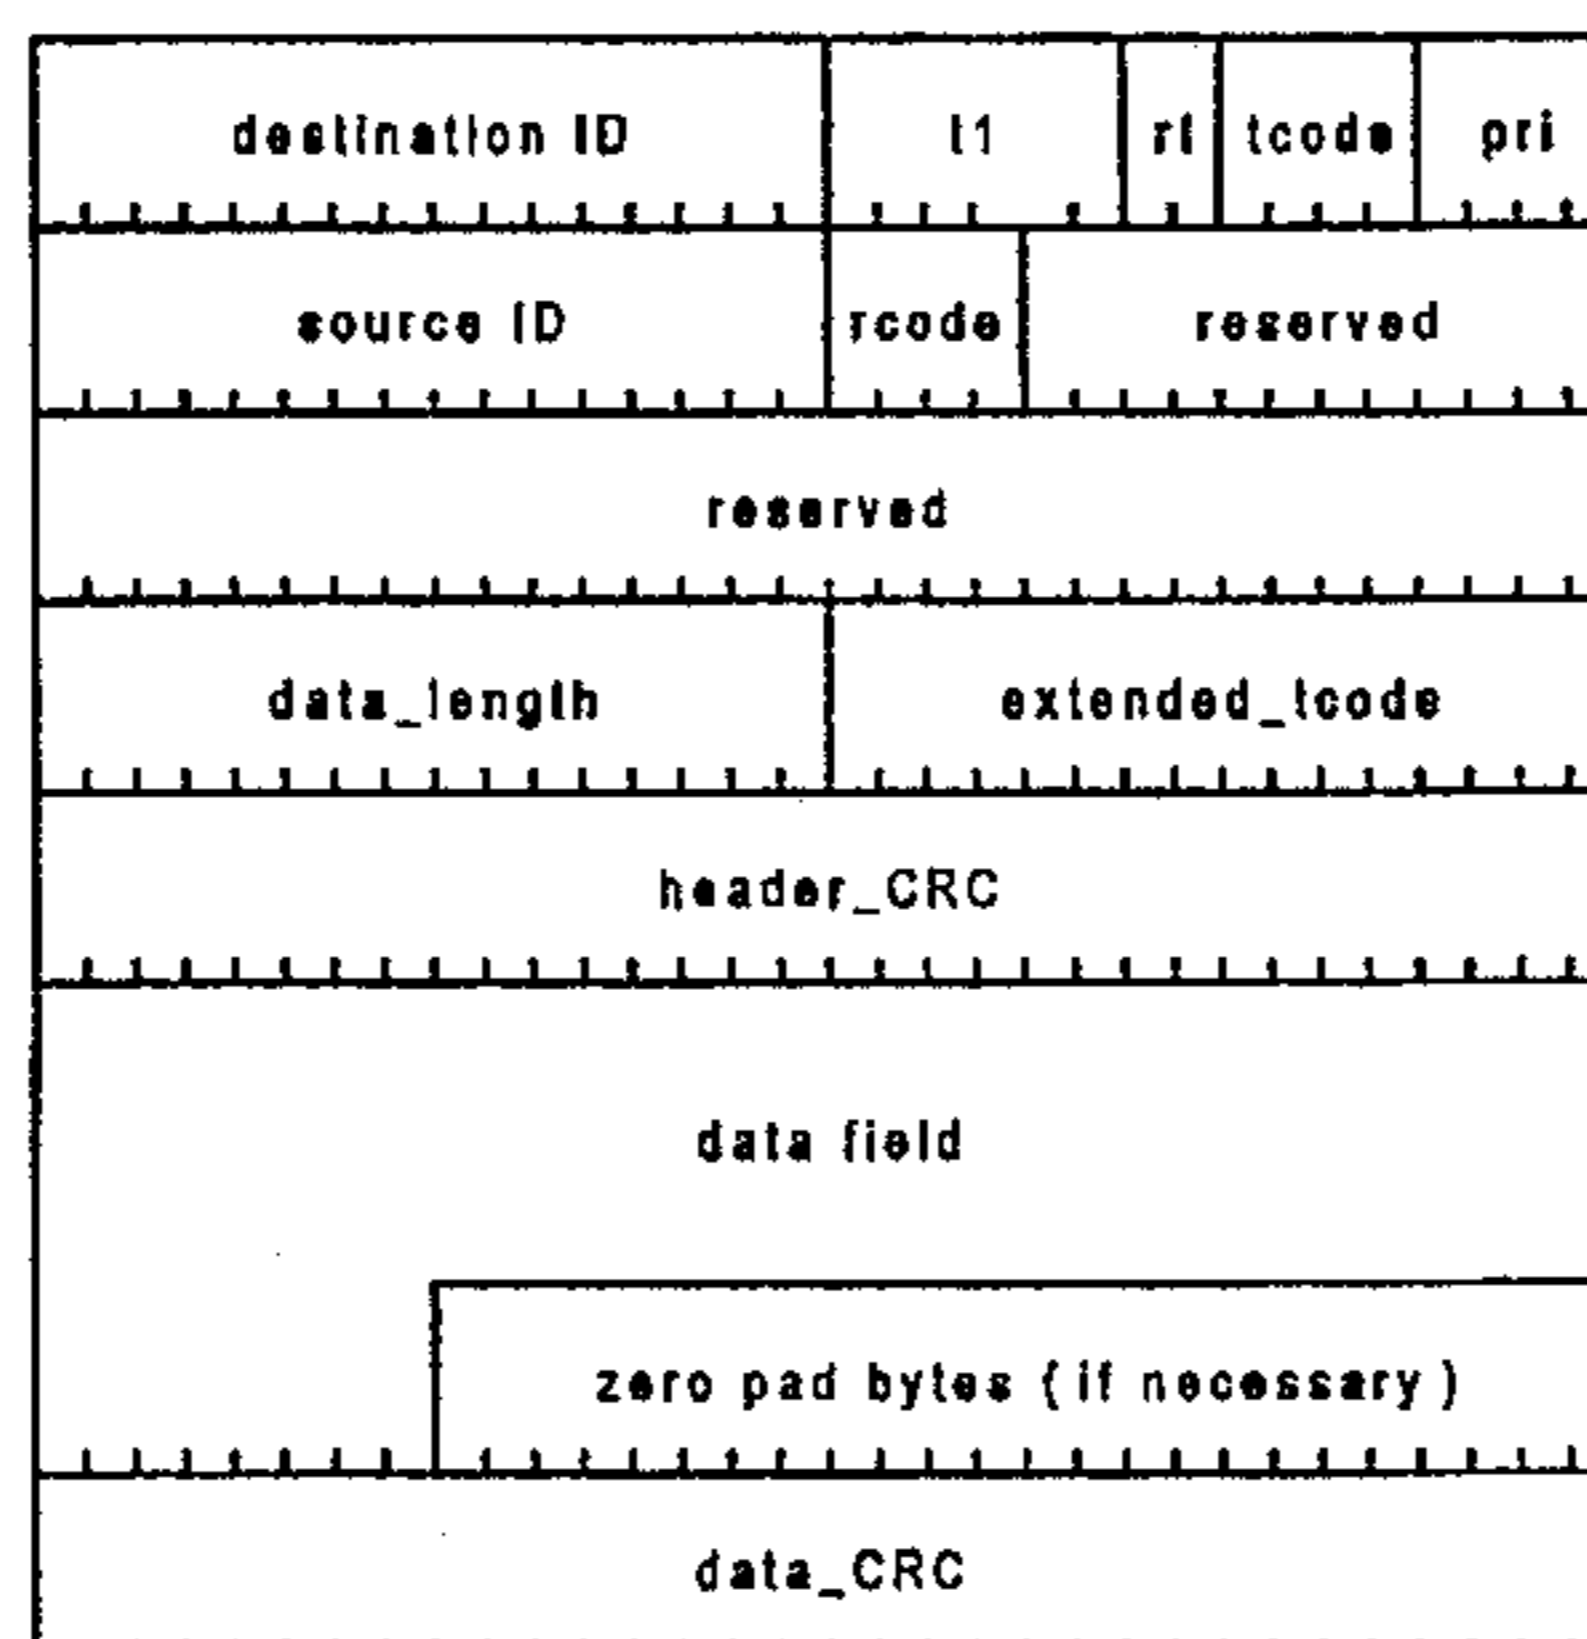 destination ID t1 rt tcode pri
source ID rcode reserved
reserved
data_length extended_tcode
header_CRC
data field
zero pad bytes (if necessary)
data_CRC